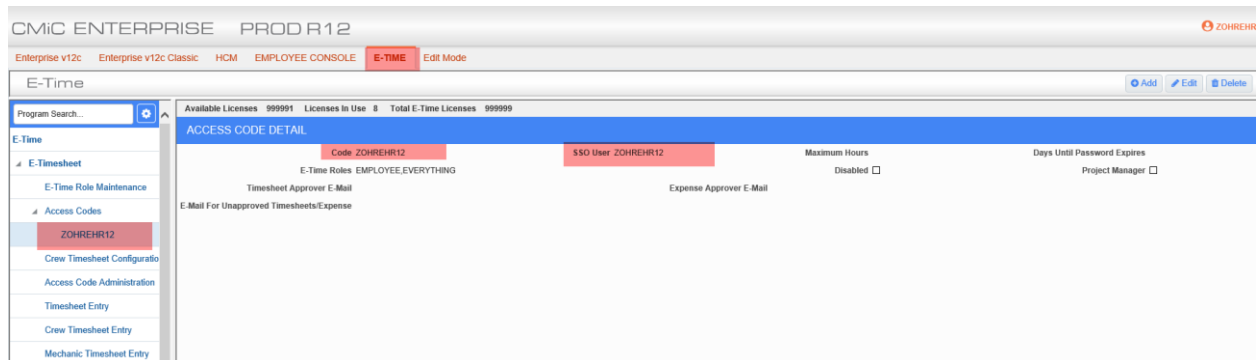 CMiC ENTERPRISE PROD R12
ZOHREHR
Enterprise v12c Enterprise v12c Classic HCM EMPLOYEE CONSOLE E-TIME Edit Mode
E-Time
Add Edit Delete
Program Search...
Available Licenses 999991 Licenses In Use 8 Total E-Time Licenses 999999
ACCESS CODE DETAIL
E-Time
E-Timesheet
E-Time Role Maintenance
Access Codes
ZOHREHR12
Crew Timesheet Configuratio
Access Code Administration
Timesheet Entry
Crew Timesheet Entry
Mechanic Timesheet Entry
Code ZOHREHR12 SSO User ZOHREHR12 Maximum Hours Days Until Password Expires
E-Time Roles EMPLOYEE,EVERYTHING Disabled Project Manager
Timesheet Approver E-Mail Expense Approver E-Mail
E-Mail For Unapproved Timesheets/Expense